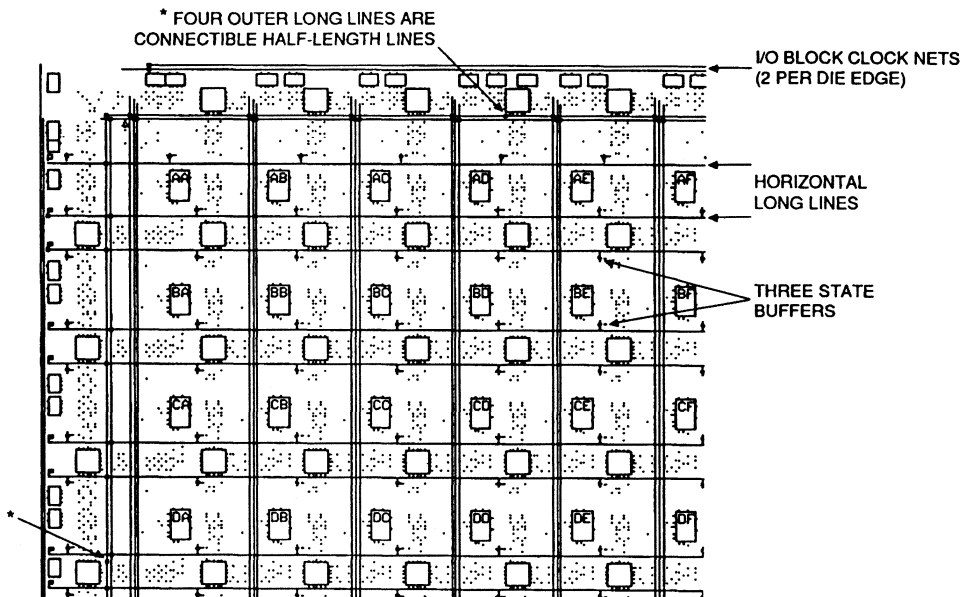 * FOUR OUTER LONG LINES ARE
CONNECTIBLE HALF-LENGTH LINES
I/O BLOCK CLOCK NETS
(2 PER DIE EDGE)
HORIZONTAL
LONG LINES
AA AB AC AD AE AF
THREE STATE
BUFFERS
BA BB BC BD BE BF
CA CB CC CD CE CF
*
DA DB DC DD DE DF